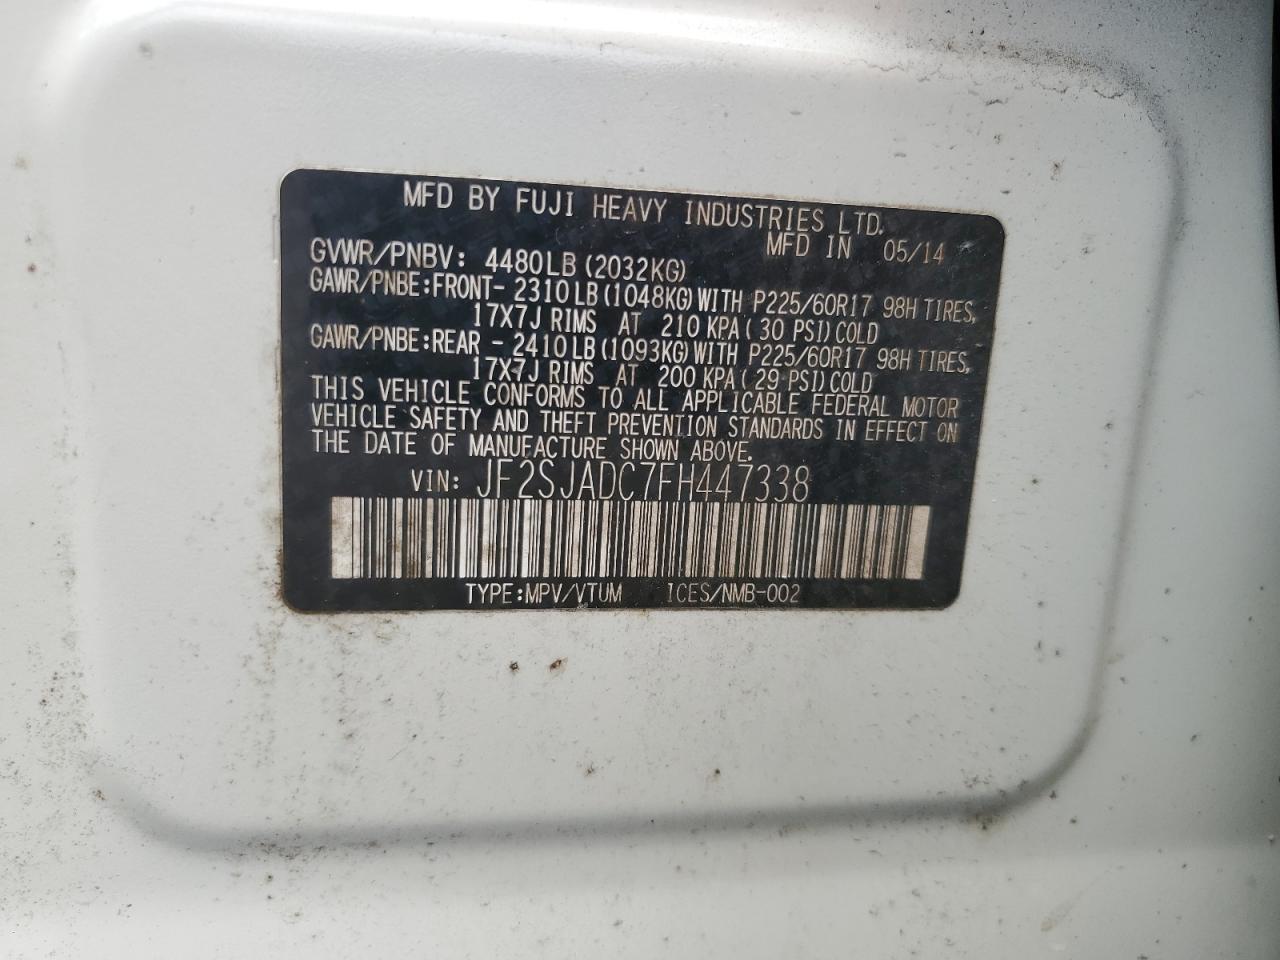 MFD BY FUJI HEAVY INDUSTRIES LTD.
MFD IN 05/14
GVWR/PNBV: 4480LB(2032KG)
GAWR/PNBE:FRONT- 2310LB(1048KG)WITH P225/60R17 98H TIRES,
17X7J RIMS AT 210 KPA(30 PSI)COLD
GAWR/PNBE:REAR - 2410LB(1093KG)WITH P225/60R17 98H TIRES,
17X7J RIMS AT 200 KPA(29 PSI)COLD
THIS VEHICLE CONFORMS TO ALL APPLICABLE FEDERAL MOTOR
VEHICLE SAFETY AND THEFT PREVENTION STANDARDS IN EFFECT ON
THE DATE OF MANUFACTURE SHOWN ABOVE.
VIN: JF2SJADC7FH447338
TYPE:MPV/VTUM ICES/NMB-002